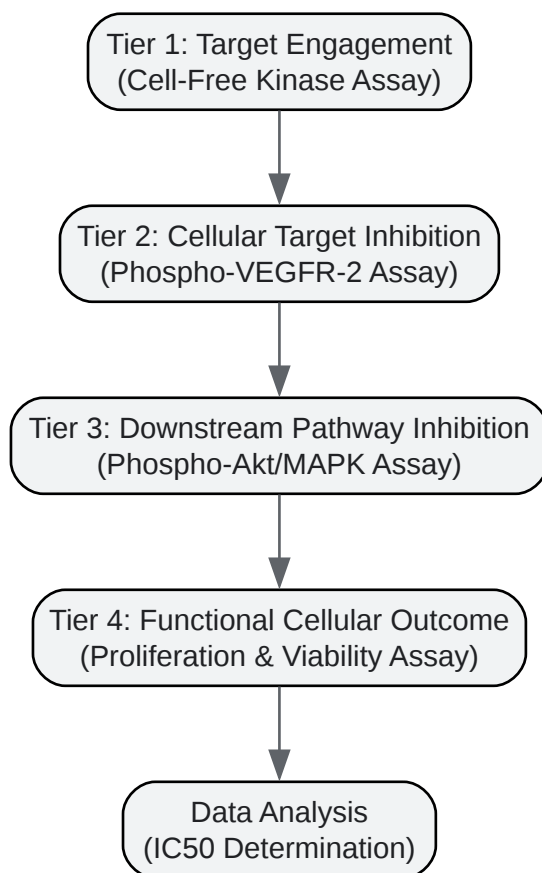 Tier 1: Target Engagement
(Cell-Free Kinase Assay)
Tier 2: Cellular Target Inhibition
(Phospho-VEGFR-2 Assay)
Tier 3: Downstream Pathway Inhibition
(Phospho-Akt/MAPK Assay)
Tier 4: Functional Cellular Outcome
(Proliferation & Viability Assay)
Data Analysis
(IC50 Determination)